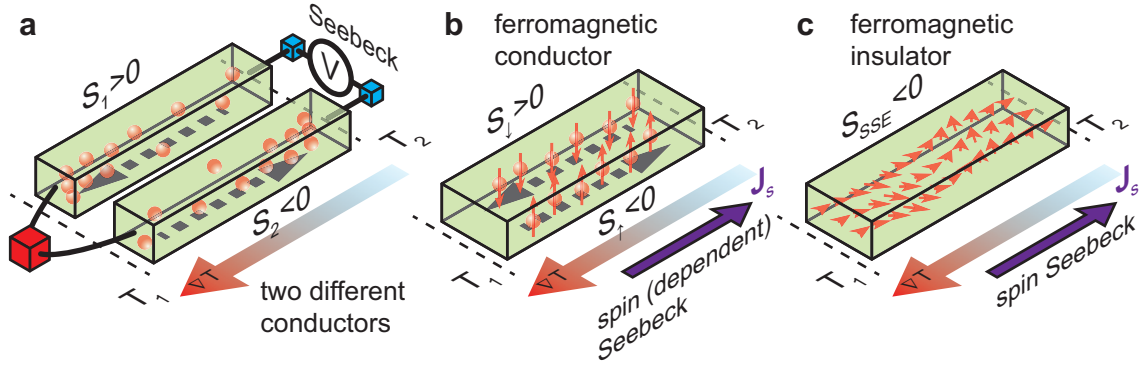 a
Seebeck
V
S₁>0
S₂<0
T₂
T₁
∇T
two different
conductors
b
ferromagnetic
conductor
S↓>0
S↑<0
T₂
T₁
∇T
Jₛ
spin (dependent)
Seebeck
c
ferromagnetic
insulator
S_SSE<0
T₂
T₁
∇T
Jₛ
spin Seebeck